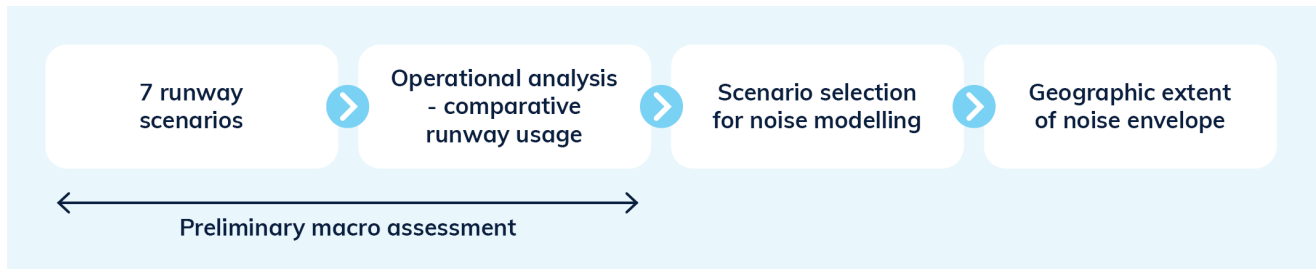 7 runway
scenarios
Operational analysis
- comparative
runway usage
Scenario selection
for noise modelling
Geographic extent
of noise envelope
Preliminary macro assessment